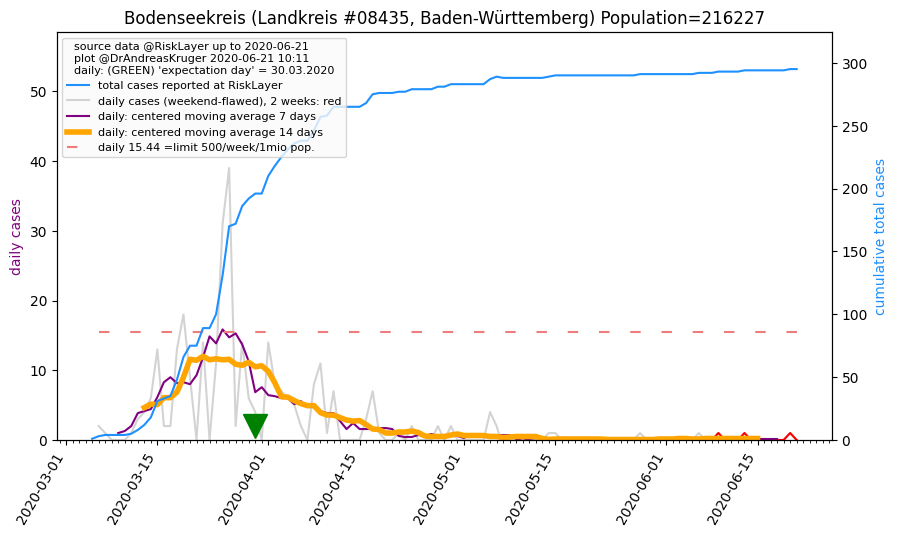 Bodenseekreis (Landkreis #08435, Baden-Württemberg) Population=216227
source data @RiskLayer up to 2020-06-21
plot @DrAndreasKruger 2020-06-21 10:11
daily: (GREEN) 'expectation day' = 30.03.2020
total cases reported at RiskLayer
daily cases (weekend-flawed), 2 weeks: red
daily: centered moving average 7 days
daily: centered moving average 14 days
daily 15.44 =limit 500/week/1mio pop.
daily cases
50
40
30
20
10
0
cumulative total cases
300
250
200
150
100
50
0
2020-03-01
2020-03-15
2020-04-01
2020-04-15
2020-05-01
2020-05-15
2020-06-01
2020-06-15